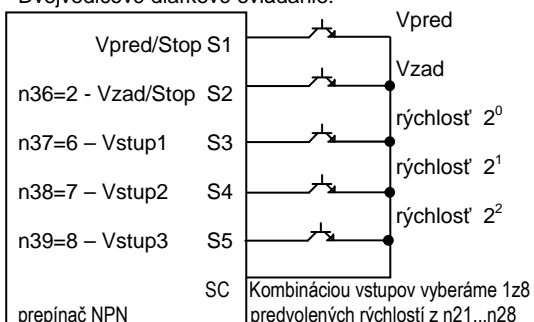 Dvojvodičové diaľkové ovládanie:
Vpred
Vpred/Stop S1
Vzad
n36=2 - Vzad/Stop S2
rýchlosť 2⁰
n37=6 – Vstup1 S3
rýchlosť 2¹
n38=7 – Vstup2 S4
rýchlosť 2²
n39=8 – Vstup3 S5
SC Kombináciou vstupov vyberáme 1z8
prepínač NPN predvolených rýchlostí z n21...n28